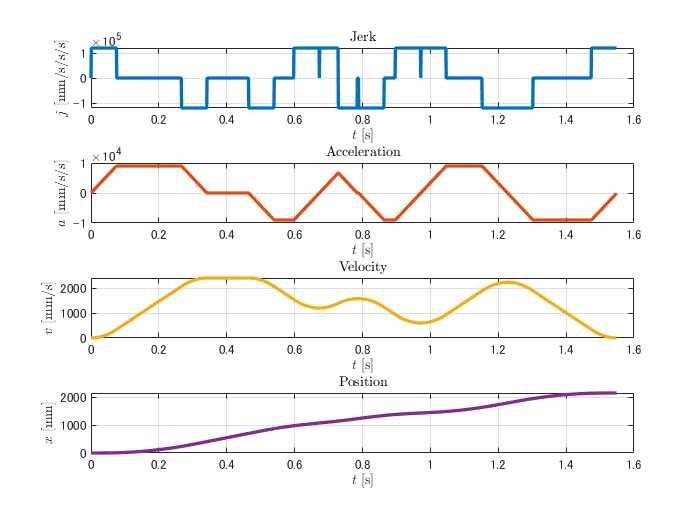 Jerk
×10^5
1
0
−1
j [mm/s/s/s]
0 0.2 0.4 0.6 0.8 1 1.2 1.4 1.6
t [s]
Acceleration
×10^4
1
0
−1
a [mm/s/s]
0 0.2 0.4 0.6 0.8 1 1.2 1.4 1.6
t [s]
Velocity
2000
1000
0
v [mm/s]
0 0.2 0.4 0.6 0.8 1 1.2 1.4 1.6
t [s]
Position
2000
1000
0
x [mm]
0 0.2 0.4 0.6 0.8 1 1.2 1.4 1.6
t [s]